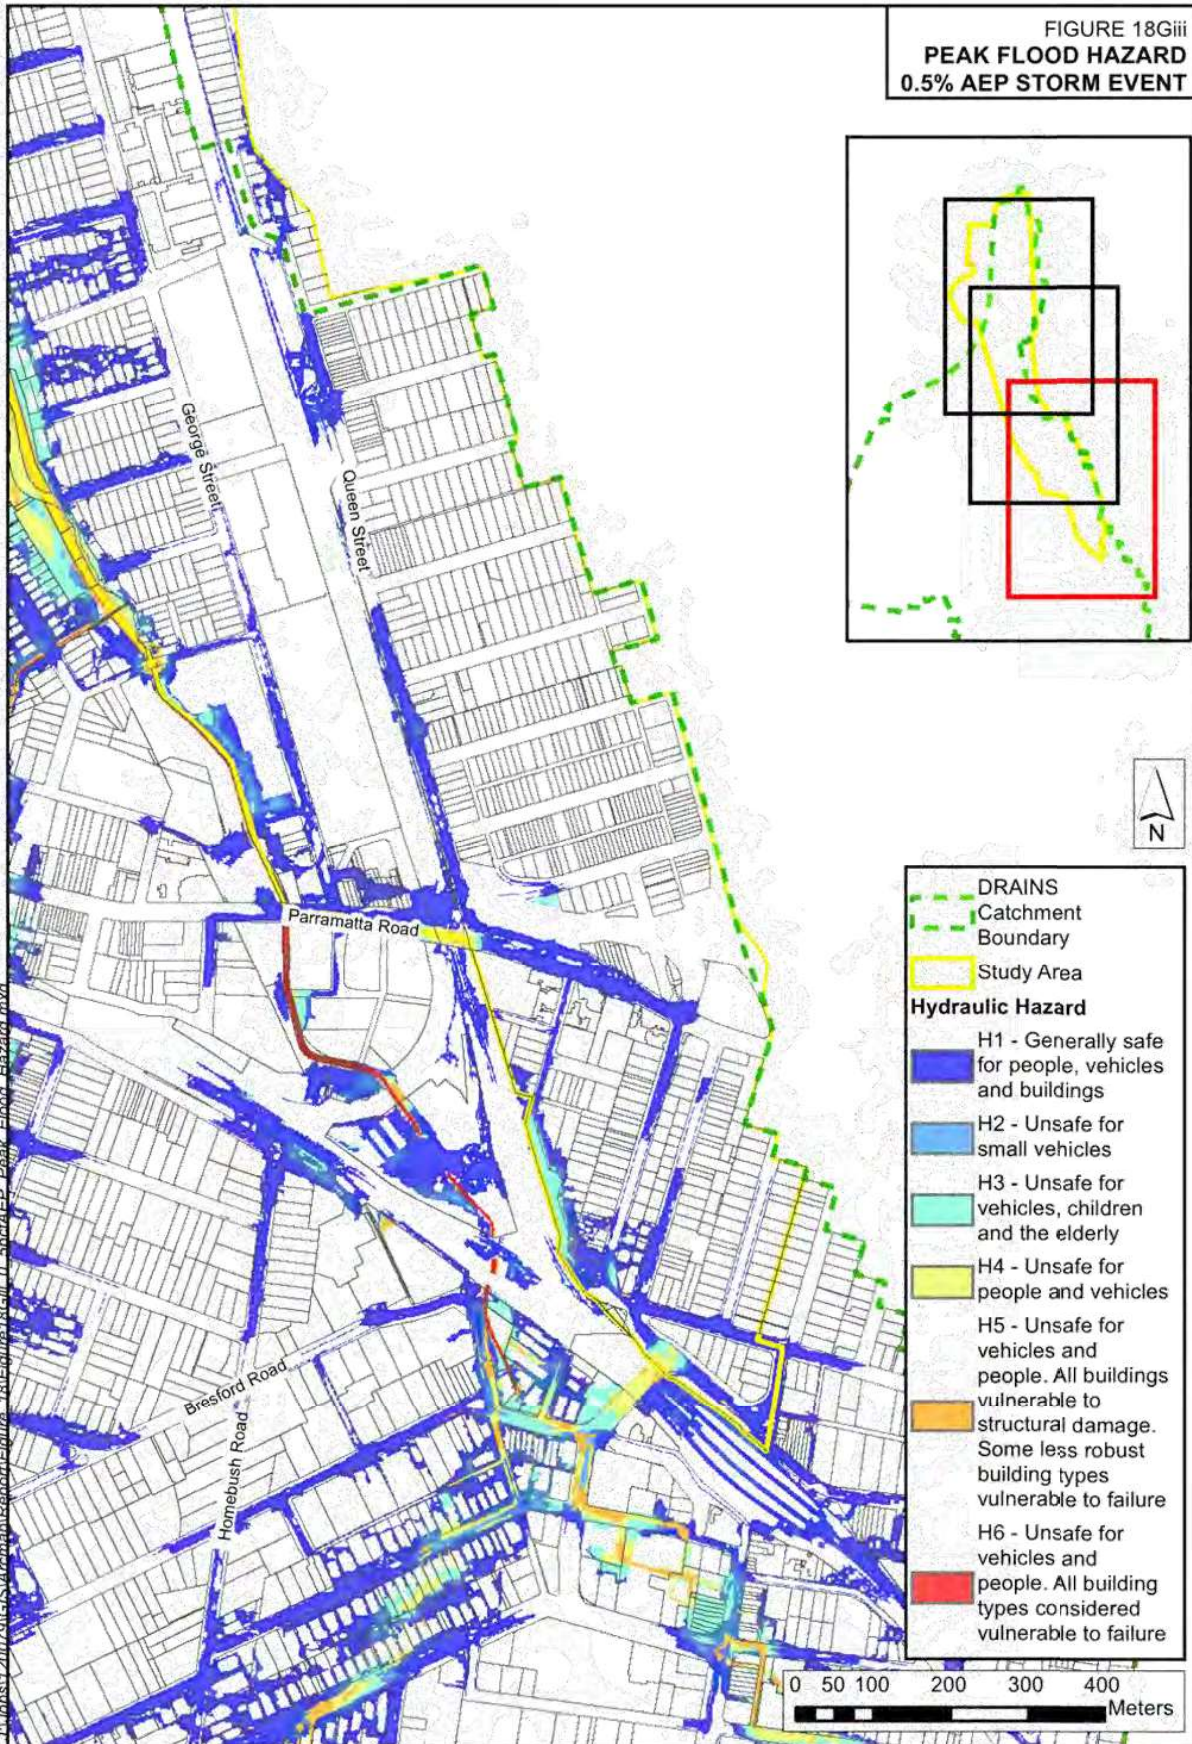 FIGURE 18Giii
PEAK FLOOD HAZARD
0.5% AEP STORM EVENT
George Street
Queen Street
N
Parramatta Road
Bresford Road
Homebush Road
DRAINS
Catchment
Boundary
Study Area
Hydraulic Hazard
H1 - Generally safe
for people, vehicles
and buildings
H2 - Unsafe for
small vehicles
H3 - Unsafe for
vehicles, children
and the elderly
H4 - Unsafe for
people and vehicles
H5 - Unsafe for
vehicles and
people. All buildings
vulnerable to
structural damage.
Some less robust
building types
vulnerable to failure
H6 - Unsafe for
vehicles and
people. All building
types considered
vulnerable to failure
0 50 100 200 300 400
Meters